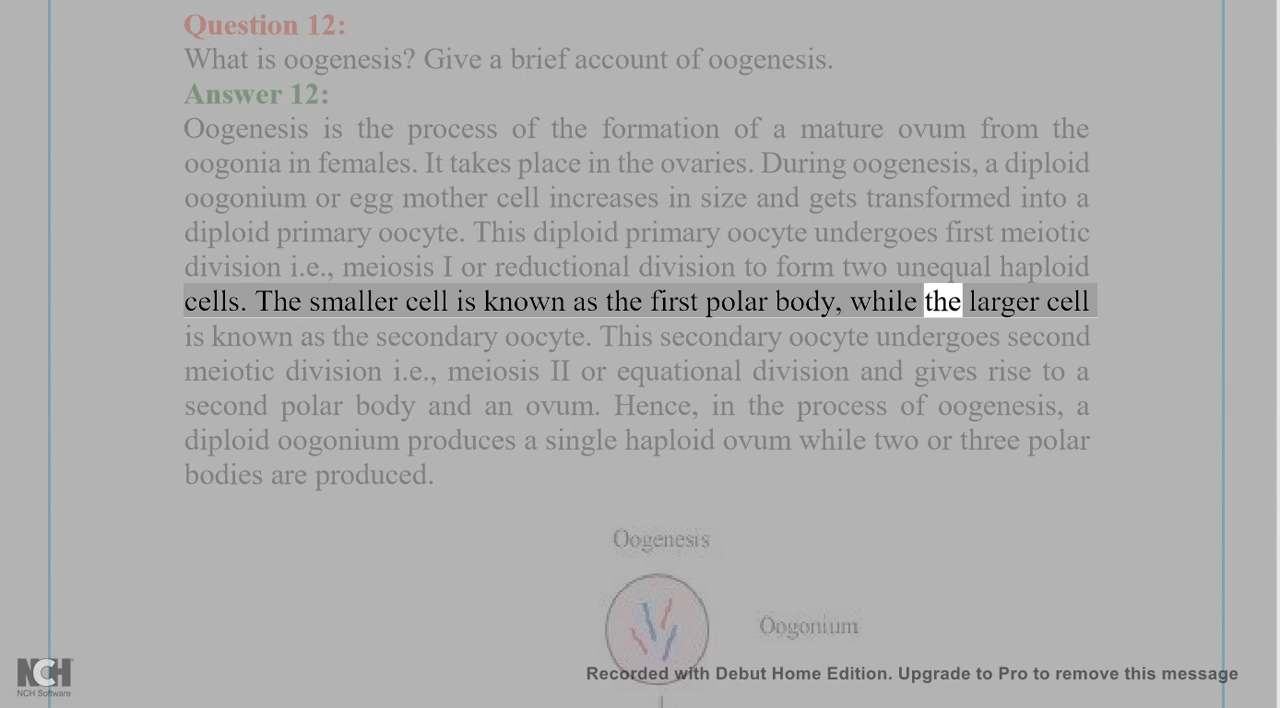 Question 12:
What is oogenesis? Give a brief account of oogenesis.
Answer 12:
Oogenesis is the process of the formation of a mature ovum from the
oogonia in females. It takes place in the ovaries. During oogenesis, a diploid
oogonium or egg mother cell increases in size and gets transformed into a
diploid primary oocyte. This diploid primary oocyte undergoes first meiotic
division i.e., meiosis I or reductional division to form two unequal haploid
cells. The smaller cell is known as the first polar body, while the larger cell
is known as the secondary oocyte. This secondary oocyte undergoes second
meiotic division i.e., meiosis II or equational division and gives rise to a
second polar body and an ovum. Hence, in the process of oogenesis, a
diploid oogonium produces a single haploid ovum while two or three polar
bodies are produced.
Oogenesis
Oogonium
NCH
NCH Software
Recorded with Debut Home Edition. Upgrade to Pro to remove this message